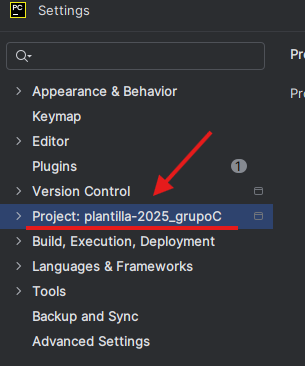 PC
Settings
Appearance & Behavior
Keymap
Editor
Plugins 1
Version Control
Project: plantilla-2025_grupoC
Build, Execution, Deployment
Languages & Frameworks
Tools
Backup and Sync
Advanced Settings
Pr
Pro